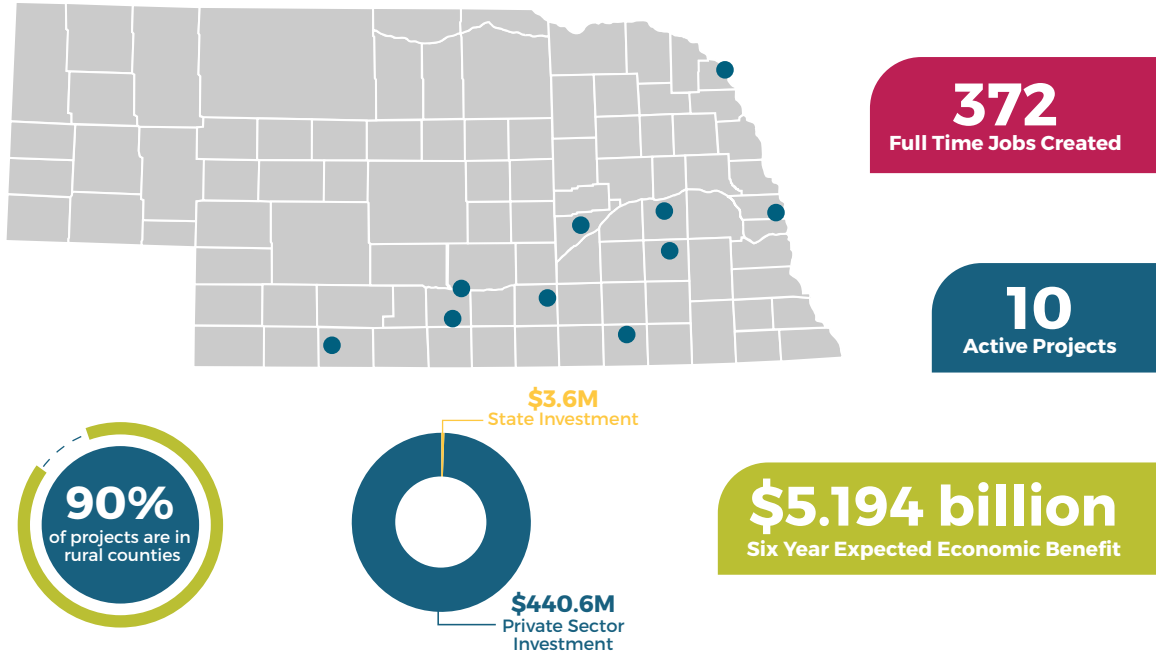 372
Full Time Jobs Created
10
Active Projects
$3.6M
State Investment
90%
of projects are in
rural counties
$440.6M
Private Sector
Investment
$5.194 billion
Six Year Expected Economic Benefit